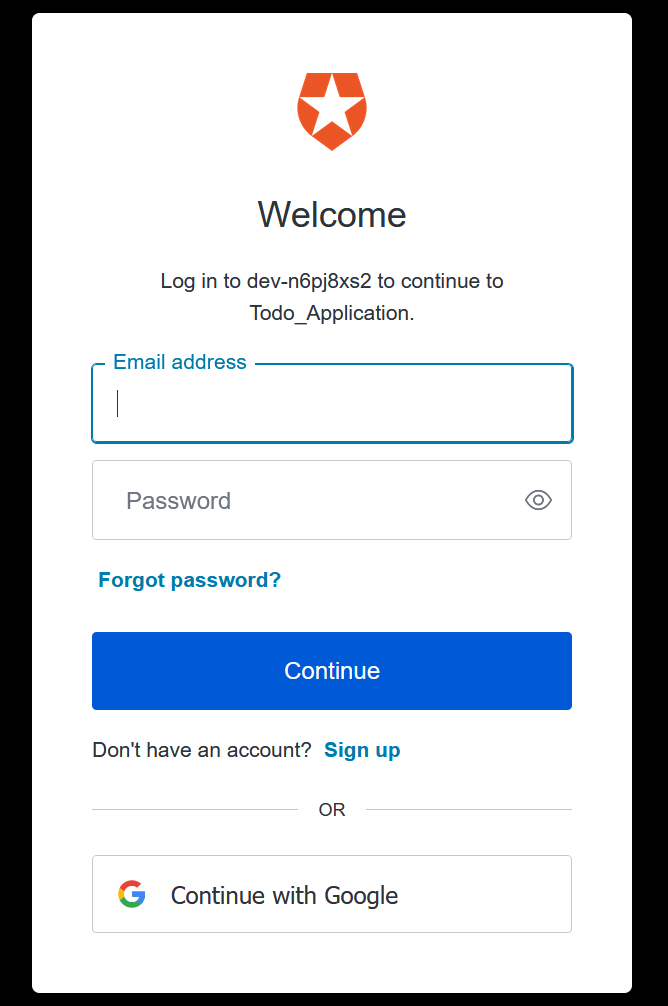 Welcome
Log in to dev-n6pj8xs2 to continue to
Todo_Application.
Email address
Password
Forgot password?
Continue
Don't have an account? Sign up
OR
Continue with Google